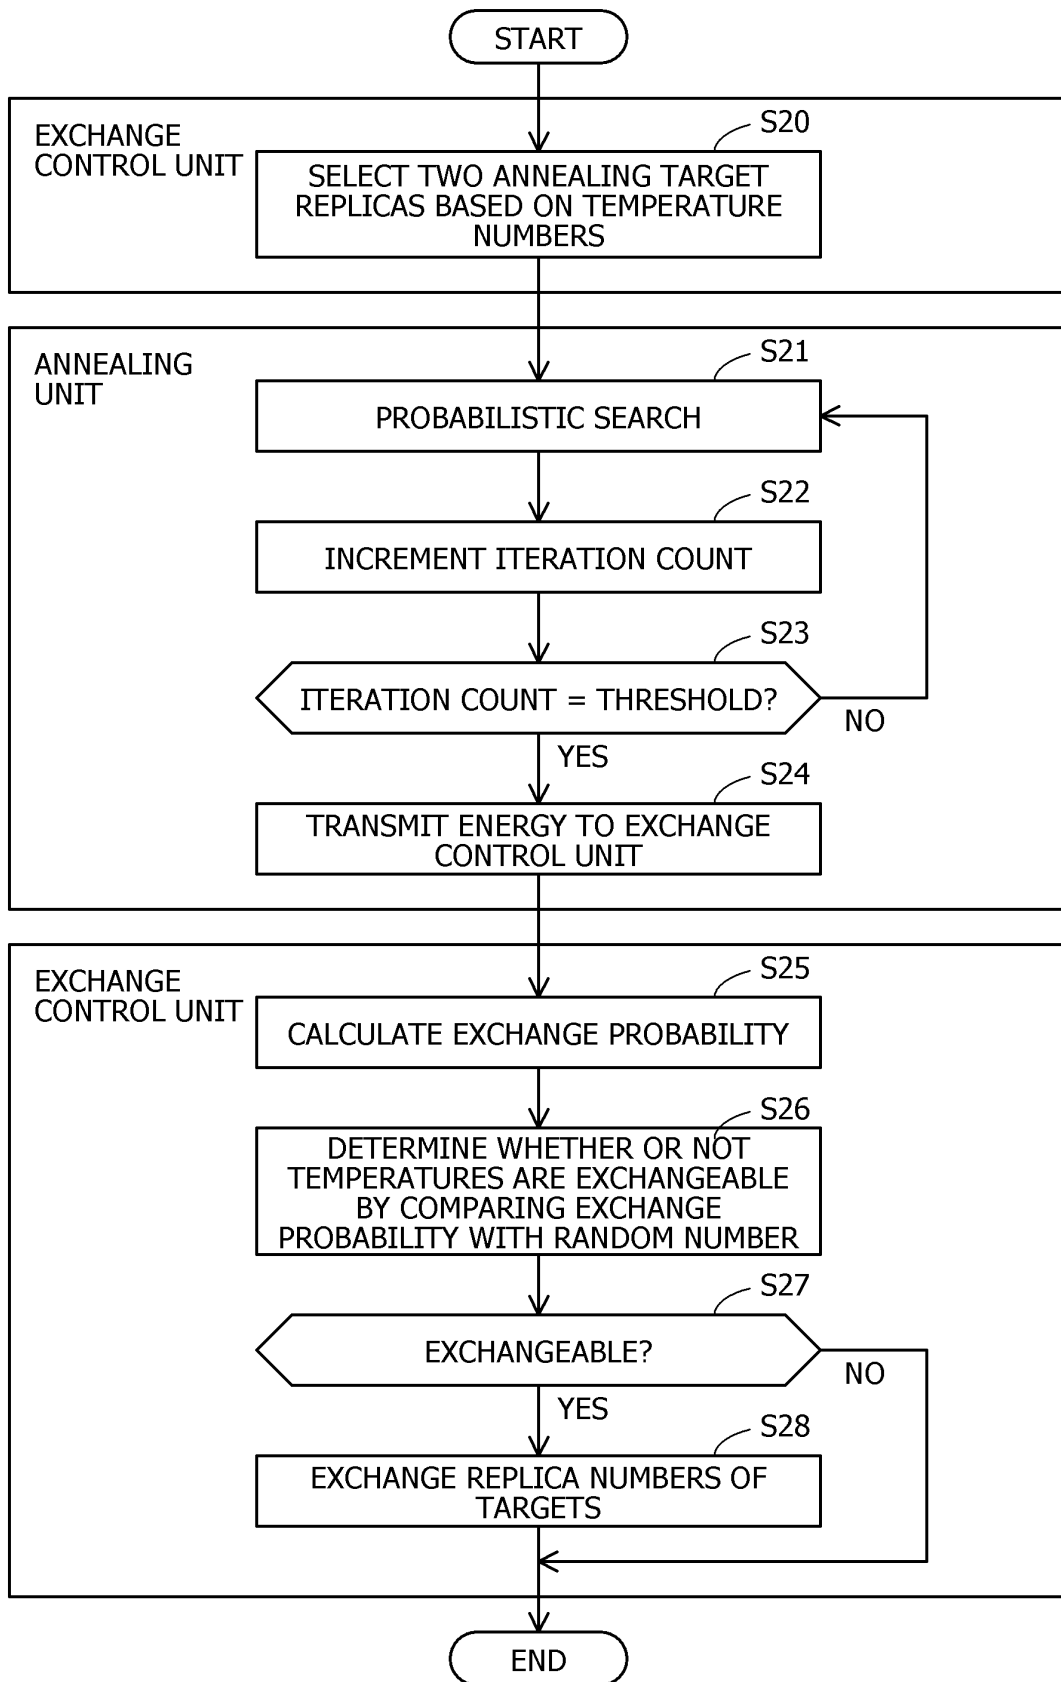 START
EXCHANGE
CONTROL UNIT
S20
SELECT TWO ANNEALING TARGET
REPLICAS BASED ON TEMPERATURE
NUMBERS
ANNEALING
UNIT
S21
PROBABILISTIC SEARCH
S22
INCREMENT ITERATION COUNT
S23
ITERATION COUNT = THRESHOLD?
NO
YES
S24
TRANSMIT ENERGY TO EXCHANGE
CONTROL UNIT
EXCHANGE
CONTROL UNIT
S25
CALCULATE EXCHANGE PROBABILITY
S26
DETERMINE WHETHER OR NOT
TEMPERATURES ARE EXCHANGEABLE
BY COMPARING EXCHANGE
PROBABILITY WITH RANDOM NUMBER
S27
EXCHANGEABLE?
NO
YES
S28
EXCHANGE REPLICA NUMBERS OF
TARGETS
END